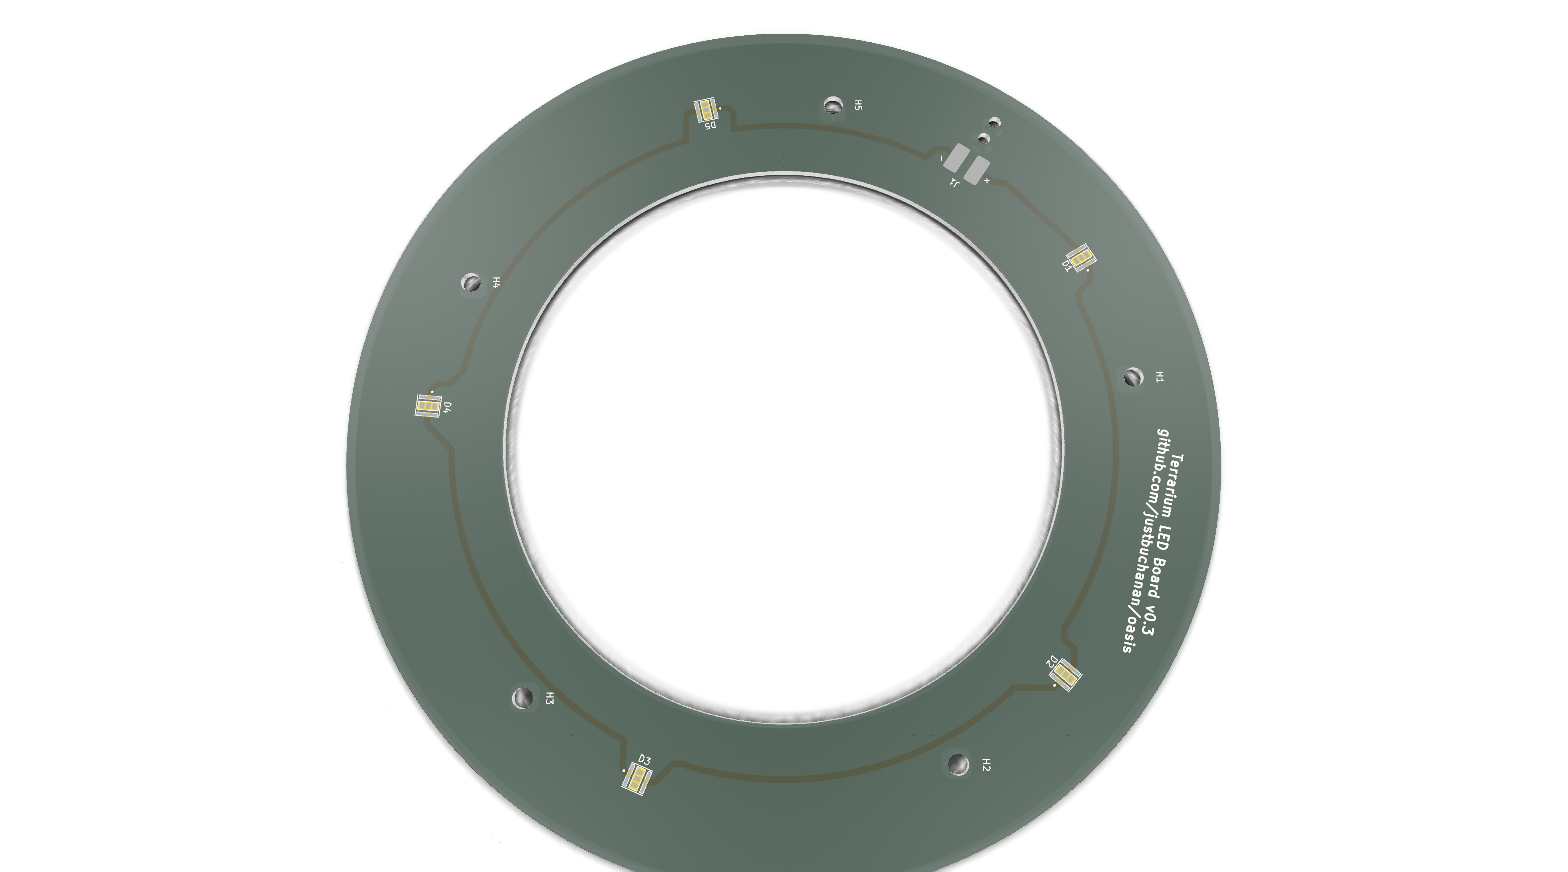 D5
H5
-
J1
+
D1
H4
H1
D4
Terrarium LED Board v0.3
github.com/justbuchanan/oasis
D2
H3
D3
H2